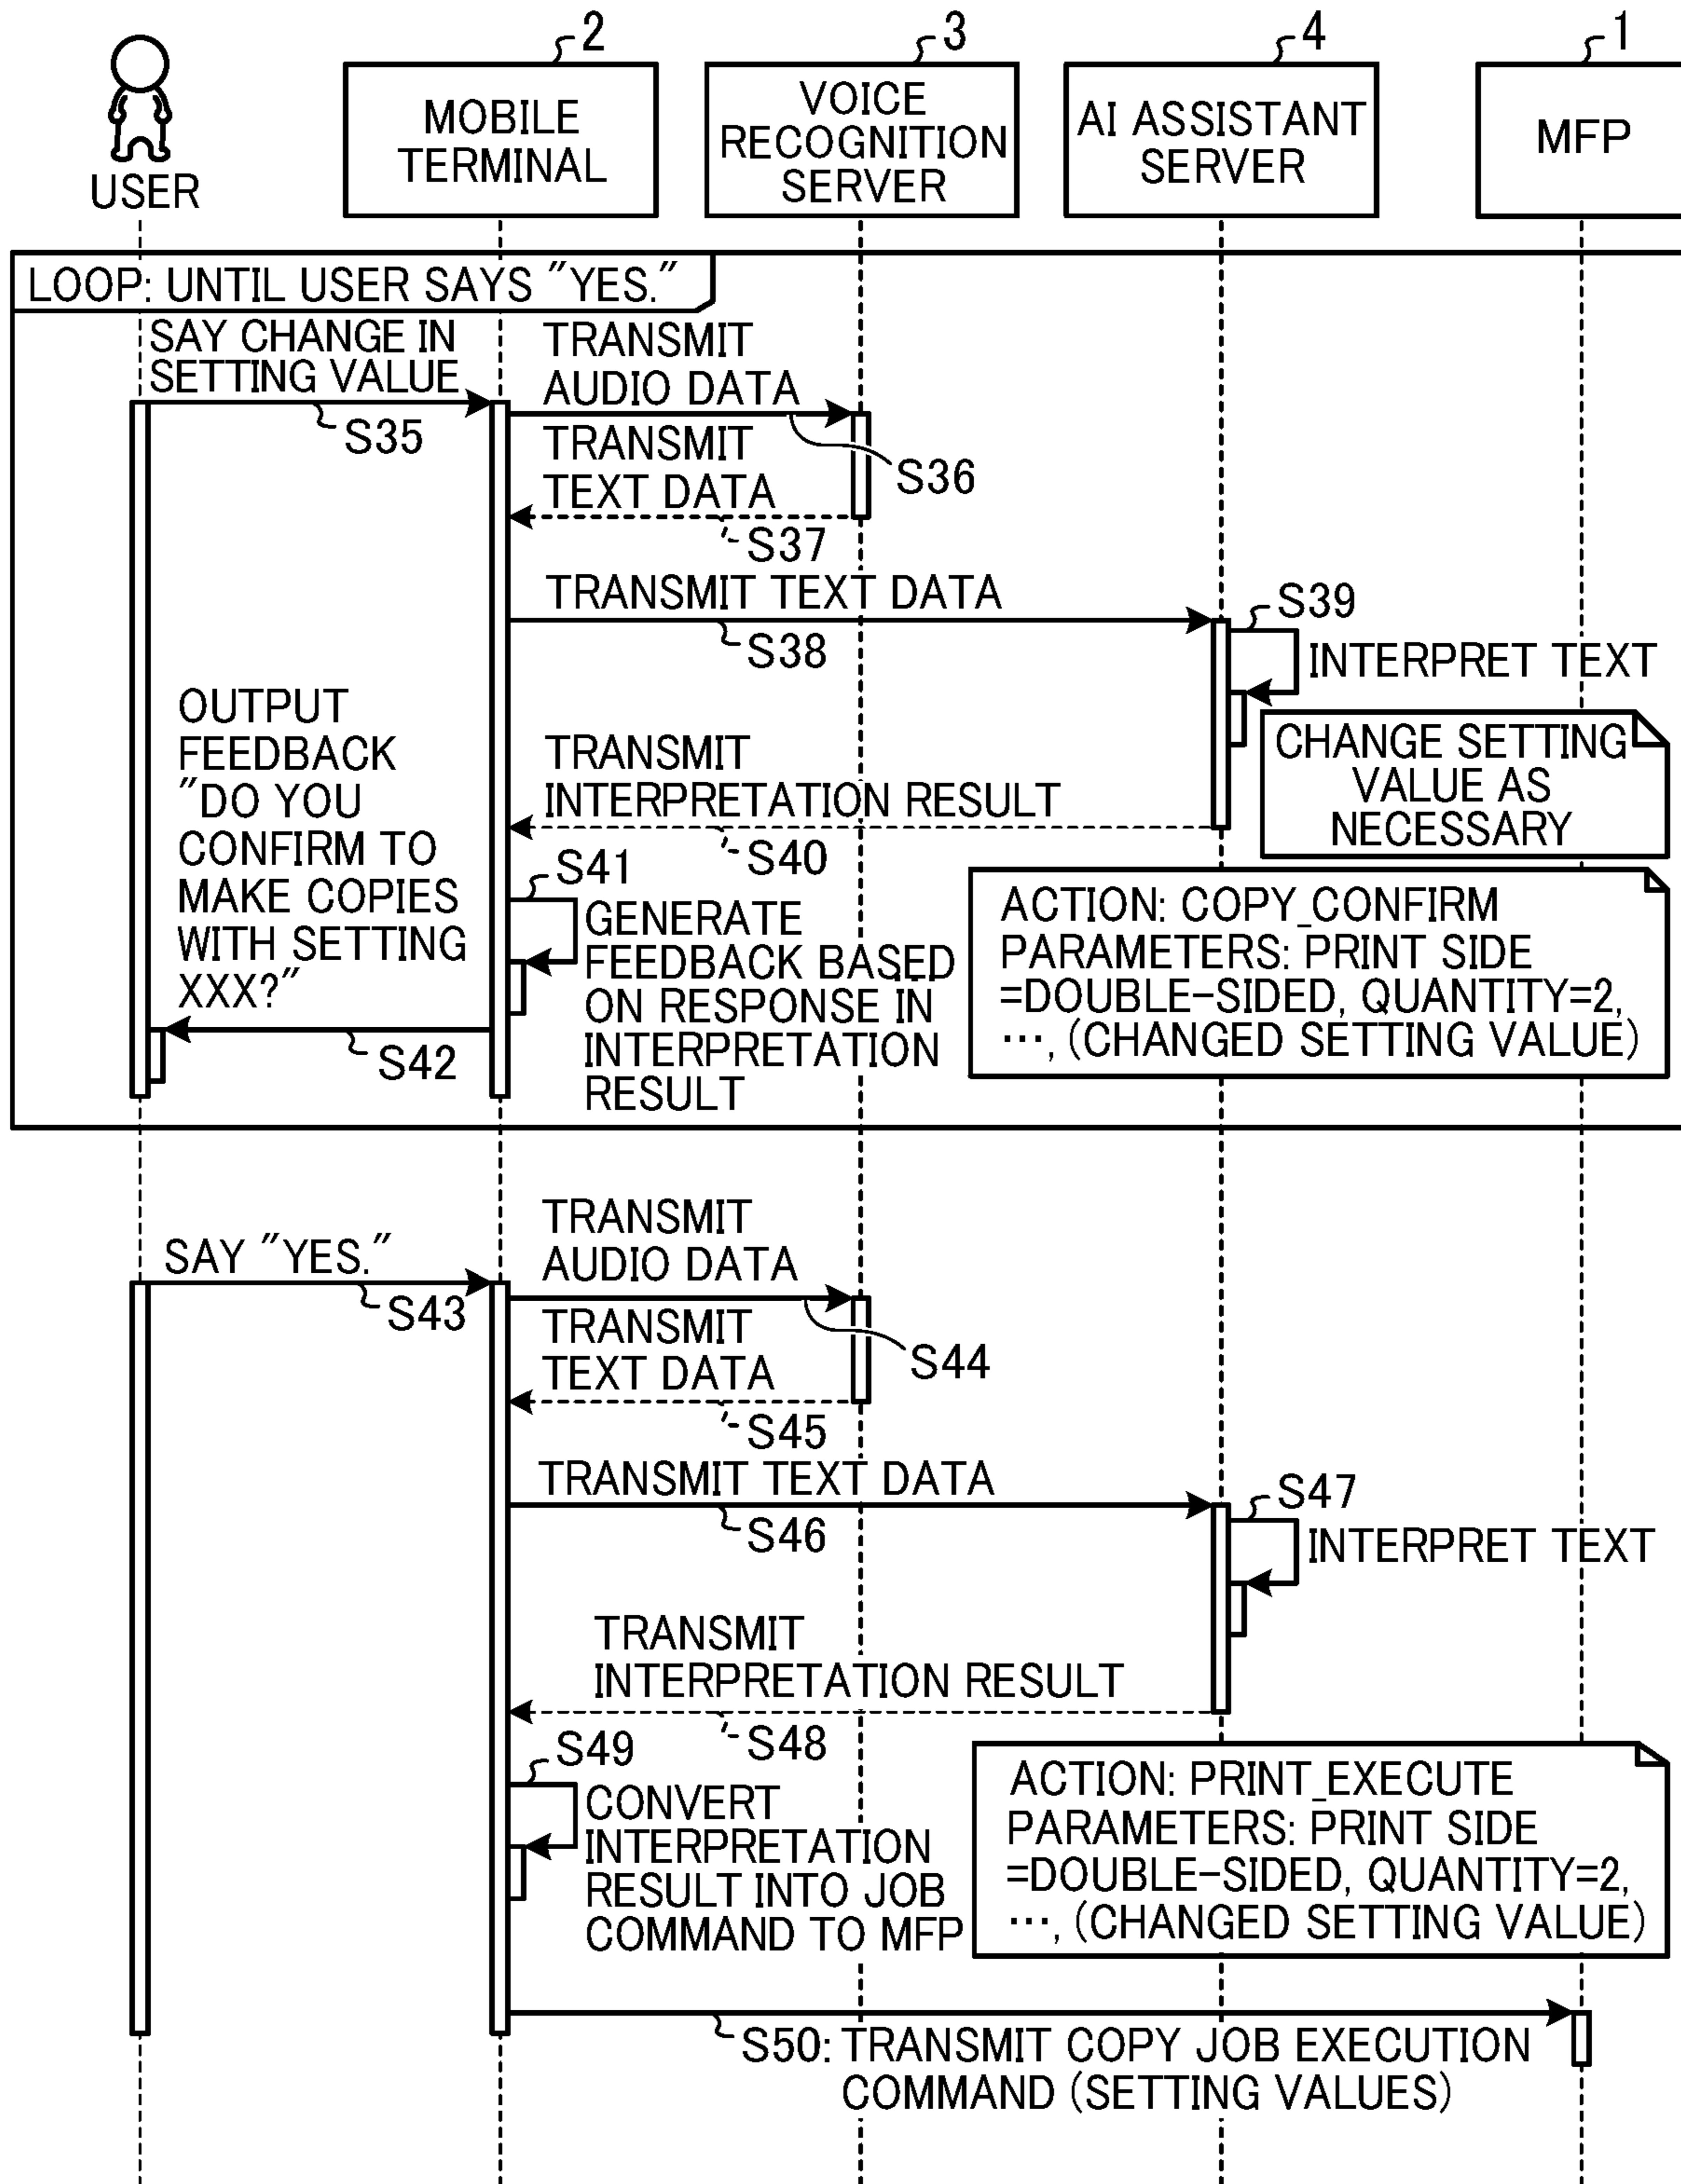 2
3
4
1
USER
MOBILE
TERMINAL
VOICE
RECOGNITION
SERVER
AI ASSISTANT
SERVER
MFP
LOOP: UNTIL USER SAYS "YES."
SAY CHANGE IN
SETTING VALUE
S35
TRANSMIT
AUDIO DATA
S36
TRANSMIT
TEXT DATA
S37
TRANSMIT TEXT DATA
S38
S39
INTERPRET TEXT
CHANGE SETTING
VALUE AS
NECESSARY
TRANSMIT
INTERPRETATION RESULT
S40
ACTION: COPY_CONFIRM
PARAMETERS: PRINT SIDE
=DOUBLE-SIDED, QUANTITY=2,
…, (CHANGED SETTING VALUE)
S41
GENERATE
FEEDBACK BASED
ON RESPONSE IN
INTERPRETATION
RESULT
OUTPUT
FEEDBACK
"DO YOU
CONFIRM TO
MAKE COPIES
WITH SETTING
XXX?"
S42
SAY "YES."
S43
TRANSMIT
AUDIO DATA
S44
TRANSMIT
TEXT DATA
S45
TRANSMIT TEXT DATA
S46
S47
INTERPRET TEXT
TRANSMIT
INTERPRETATION RESULT
S48
ACTION: PRINT_EXECUTE
PARAMETERS: PRINT SIDE
=DOUBLE-SIDED, QUANTITY=2,
…, (CHANGED SETTING VALUE)
S49
CONVERT
INTERPRETATION
RESULT INTO JOB
COMMAND TO MFP
S50: TRANSMIT COPY JOB EXECUTION
COMMAND (SETTING VALUES)